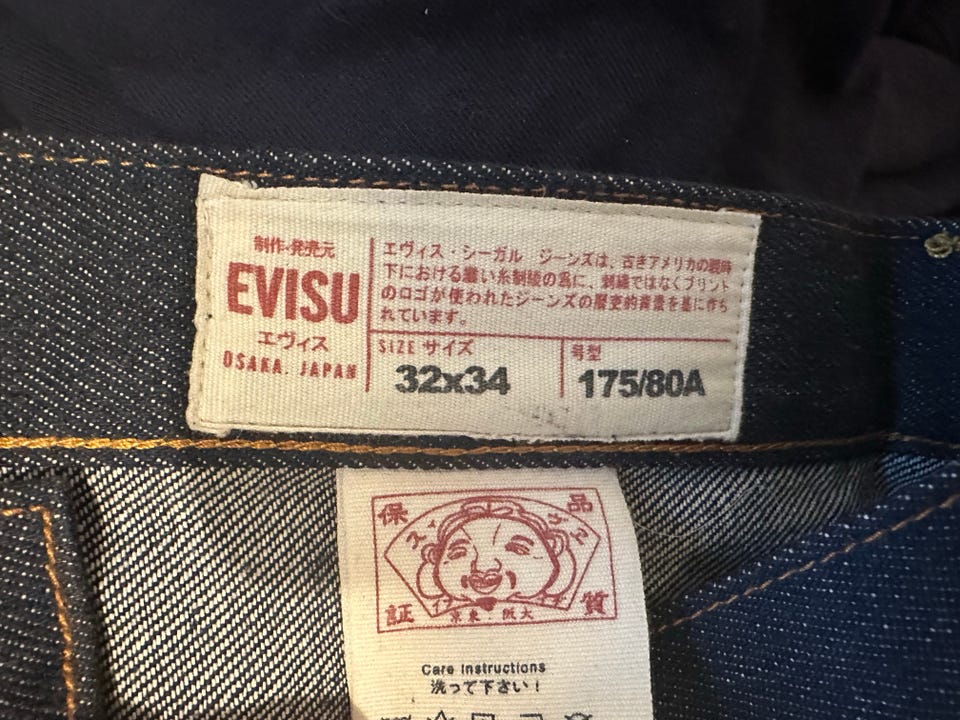 制作・発売元
EVISU
エヴィス
OSAKA. JAPAN
エヴィス・シーガル ジーンズは、古きアメリカの戦時
下における難い糸制統の為に、刺繍ではなくプリント
のロゴが使われたジーンズの歴史的背景を基に作ら
れています。
SIZE サイズ
32x34
号型
175/80A
保 品
証 質
東京・大阪
Care Instructions
洗って下さい!